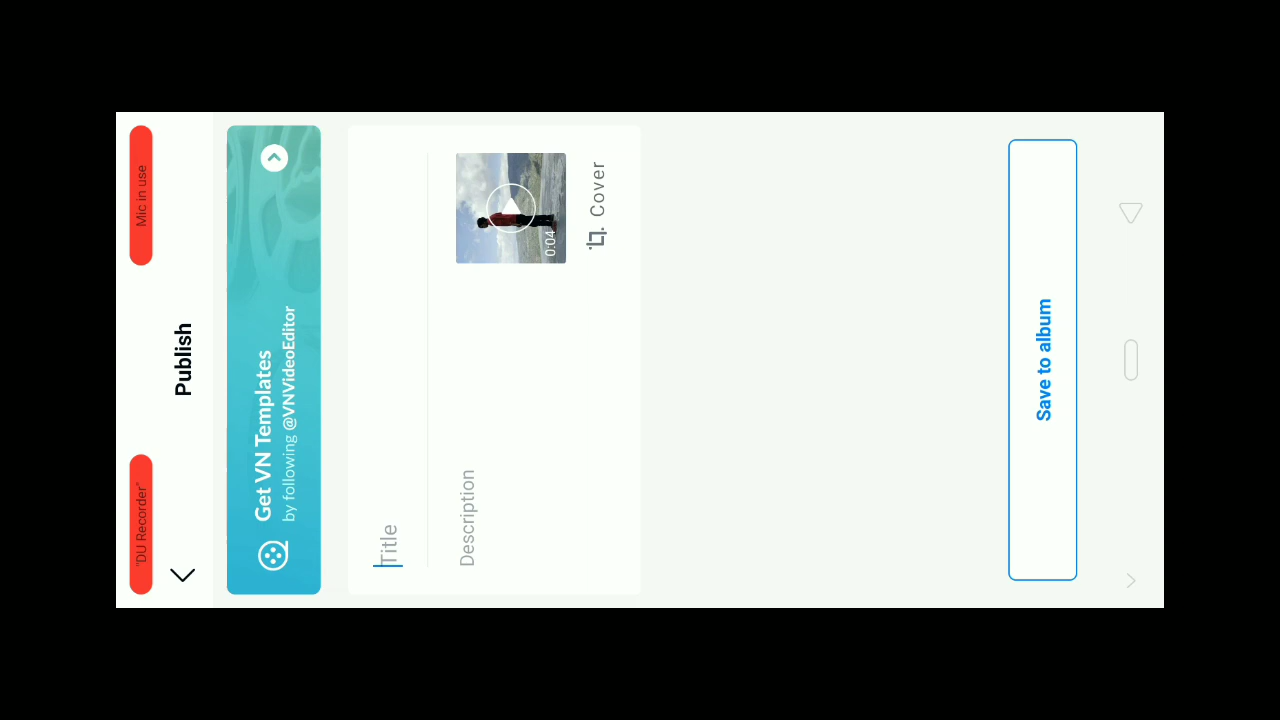 "DU Recorder"
Mic in use
Publish
Get VN Templates
by following @VNVideoEditor
Title
Description
0:04
Cover
Save to album